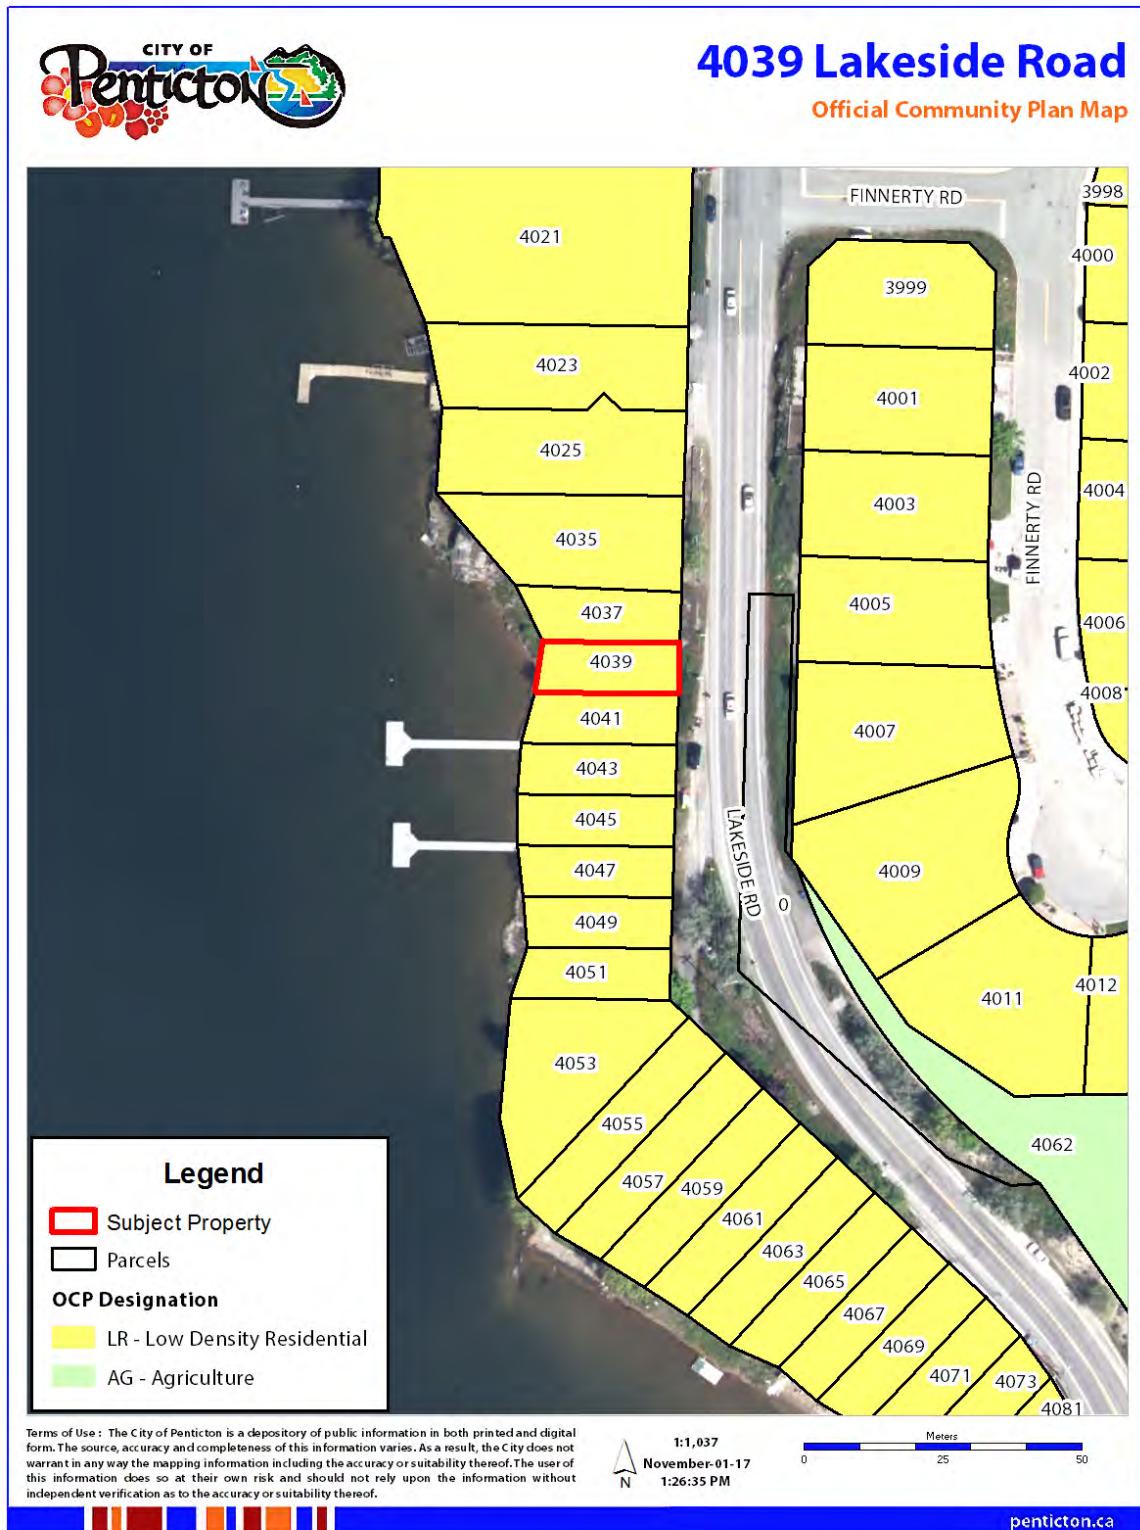 CITY OF
Penticton
4039 Lakeside Road
Official Community Plan Map
FINNERTY RD
3998
4000
4021
3999
4023
4002
4001
4025
4004
4003
FINNERTY RD
4035
4005
4037
4006
4039
4008
4041
4007
4043
4045
LAKESIDE RD
4047
4009
0
4049
4051
4012
4011
4053
4055
4062
4057
4059
4061
4063
4065
4067
4069
4071
4073
4081
Legend
Subject Property
Parcels
OCP Designation
LR - Low Density Residential
AG - Agriculture
Terms of Use : The City of Penticton is a depository of public information in both printed and digital
form. The source, accuracy and completeness of this information varies. As a result, the City does not
warrant in any way the mapping information including the accuracy or suitability thereof. The user of
this information does so at their own risk and should not rely upon the information without
independent verification as to the accuracy or suitability thereof.
N
1:1,037
November-01-17
1:26:35 PM
Meters
0 25 50
penticton.ca